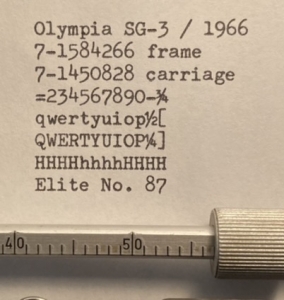 Olympia SG-3 / 1966
7-1584266 frame
7-1450828 carriage
=234567890-¾
qwertyuiop½[
QWERTYUIOP¼]
HHHHhhhhHHHH
Elite No. 87
40 50